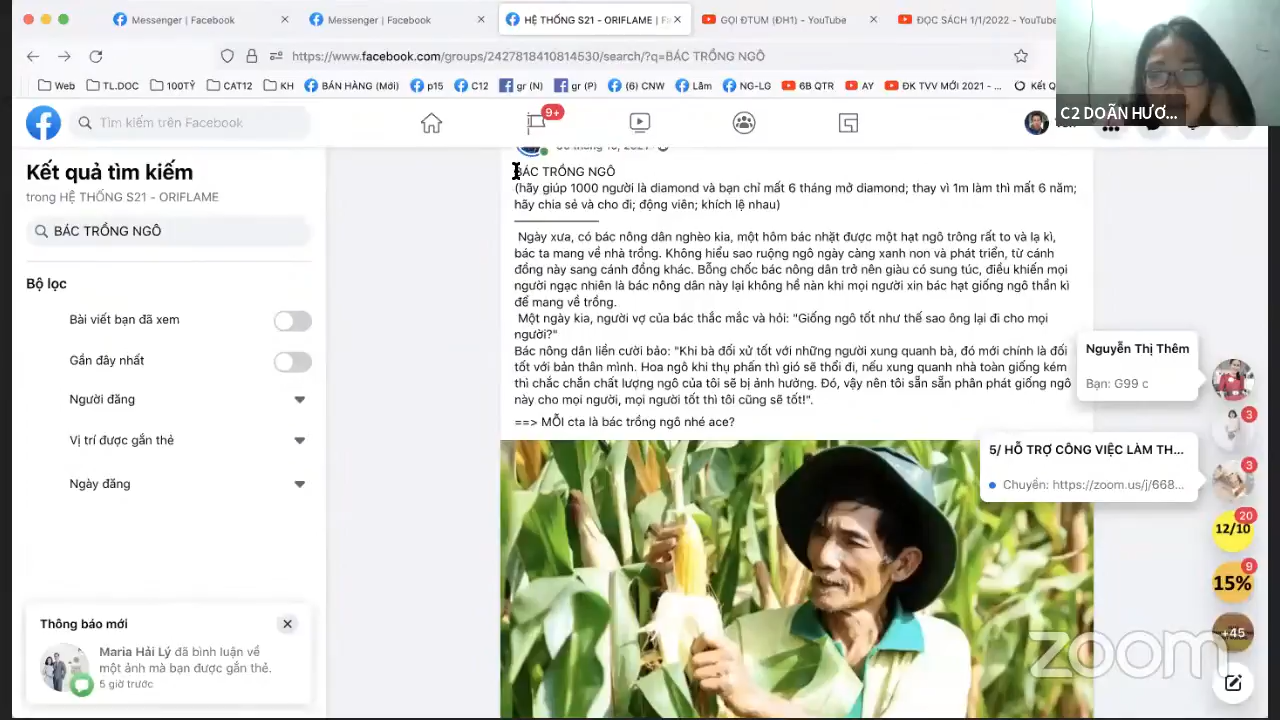 Messenger | Facebook
Messenger | Facebook
HỆ THỐNG S21 - ORIFLAME | F
GỌI ĐTUM (ĐH1) - YouTube
ĐỌC SÁCH 1/1/2022 - YouTube
https://www.facebook.com/groups/2427818410814530/search/?q=BÁC TRỒNG NGÔ
Web
TL.DOC
100TỶ
CAT12
KH
BÁN HÀNG (Mới)
p15
C12
gr (N)
gr (P)
(6) CNW
Lâm
NG-LG
6B QTR
AY
ĐK TVV MỚI 2021 - ...
Kết Q
C2 DOÃN HƯƠ...
Tìm kiếm trên Facebook
9+
Kết quả tìm kiếm
trong HỆ THỐNG S21 - ORIFLAME
BÁC TRỒNG NGÔ
Bộ lọc
Bài viết bạn đã xem
Gần đây nhất
Người đăng
Vị trí được gắn thẻ
Ngày đăng
Thông báo mới
Maria Hải Lý đã bình luận về
một ảnh mà bạn được gắn thẻ.
5 giờ trước
BÁC TRỒNG NGÔ
(hãy giúp 1000 người là diamond và bạn chỉ mất 6 tháng mở diamond; thay vì 1m làm thì mất 6 năm;
hãy chia sẻ và cho đi; động viên; khích lệ nhau)
Ngày xưa, có bác nông dân nghèo kia, một hôm bác nhặt được một hạt ngô trông rất to và lạ kì,
bác ta mang về nhà trồng. Không hiểu sao ruộng ngô ngày càng xanh non và phát triển, từ cánh
đồng này sang cánh đồng khác. Bỗng chốc bác nông dân trở nên giàu có sung túc, điều khiến mọi
người ngạc nhiên là bác nông dân này lại không hề nàn khi mọi người xin bác hạt giống ngô thần kì
để mang về trồng.
Một ngày kia, người vợ của bác thắc mắc và hỏi: "Giống ngô tốt như thế sao ông lại đi cho mọi
người?"
Bác nông dân liền cười bảo: "Khi bà đối xử tốt với những người xung quanh bà, đó mới chính là đối
tốt với bản thân mình. Hoa ngô khi thụ phấn thì gió sẽ thổi đi, nếu xung quanh nhà toàn giống kém
thì chắc chắn chất lượng ngô của tôi sẽ bị ảnh hưởng. Đó, vậy nên tôi sẵn sẵn phân phát giống ngô
này cho mọi người, mọi người tốt thì tôi cũng sẽ tốt!".
==> MỖI cta là bác trồng ngô nhé ace?
Nguyễn Thị Thêm
Bạn: G99 c
3
5/ HỖ TRỢ CÔNG VIỆC LÀM TH...
Chuyền: https://zoom.us/j/668...
3
20
12/10
9
15%
+45
zoom